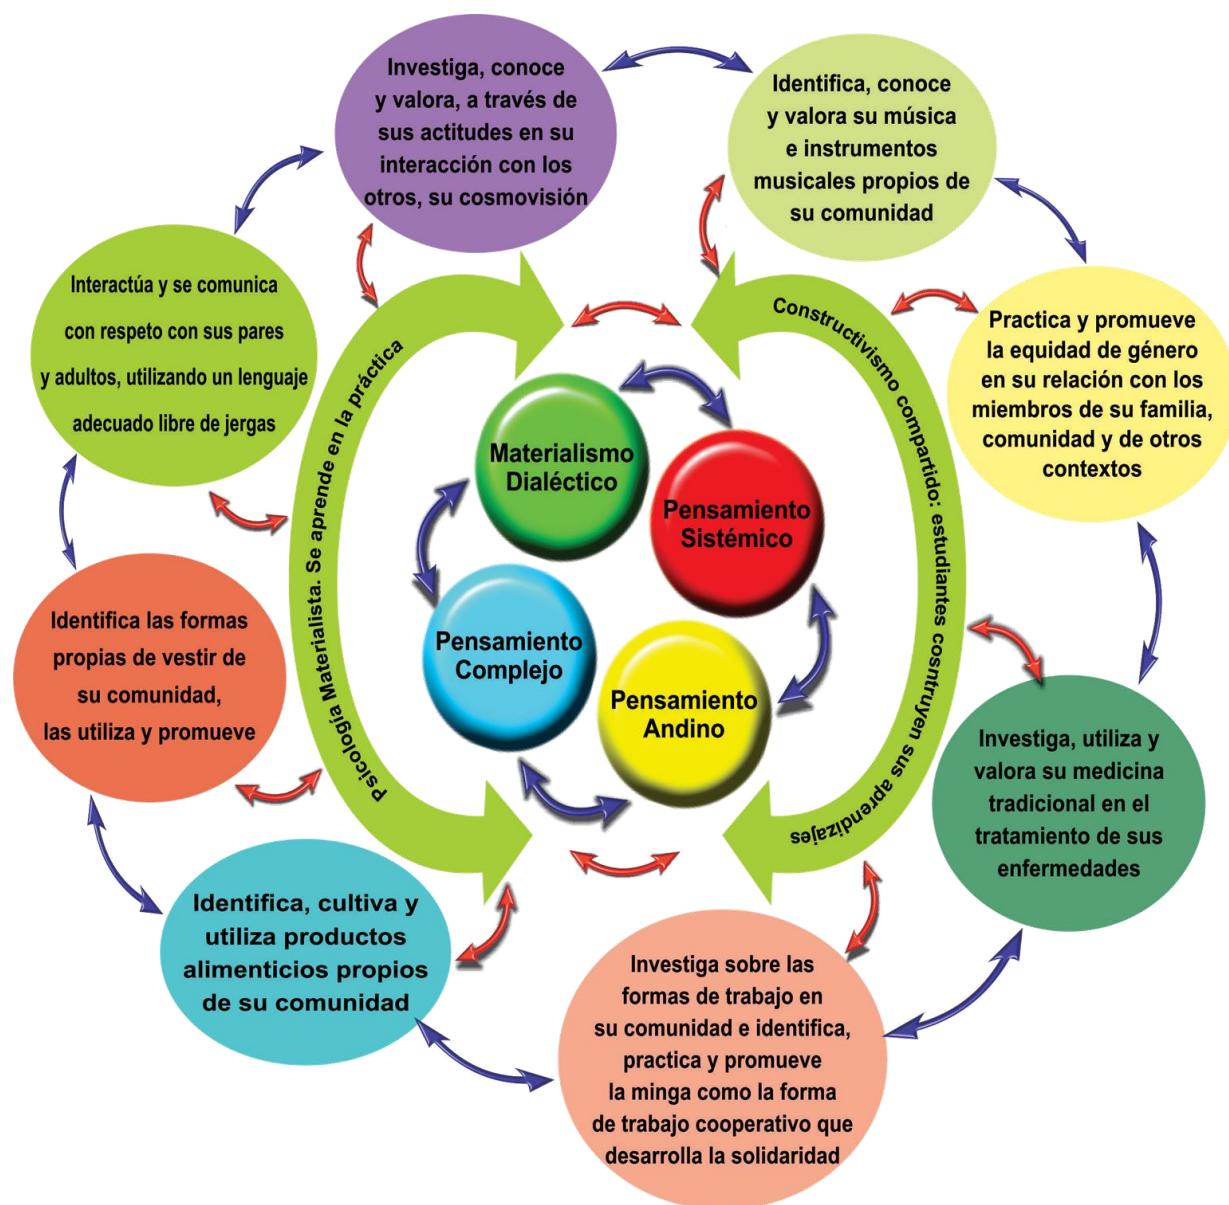 Investiga, conoce
y valora, a través de
sus actitudes en su
interacción con los
otros, su cosmovisión
Identifica, conoce
y valora su música
e instrumentos
musicales propios de
su comunidad
Interactúa y se comunica
con respeto con sus pares
y adultos, utilizando un lenguaje
adecuado libre de jergas
Practica y promueve
la equidad de género
en su relación con los
miembros de su familia,
comunidad y de otros
contextos
Psicología Materialista. Se aprende en la práctica
Constructivismo compartido: estudiantes cosntruyen sus aprendizajes
Materialismo
Dialéctico
Pensamiento
Sistémico
Pensamiento
Complejo
Pensamiento
Andino
Identifica las formas
propias de vestir de
su comunidad,
las utiliza y promueve
Investiga, utiliza y
valora su medicina
tradicional en el
tratamiento de sus
enfermedades
Identifica, cultiva y
utiliza productos
alimenticios propios
de su comunidad
Investiga sobre las
formas de trabajo en
su comunidad e identifica,
practica y promueve
la minga como la forma
de trabajo cooperativo que
desarrolla la solidaridad